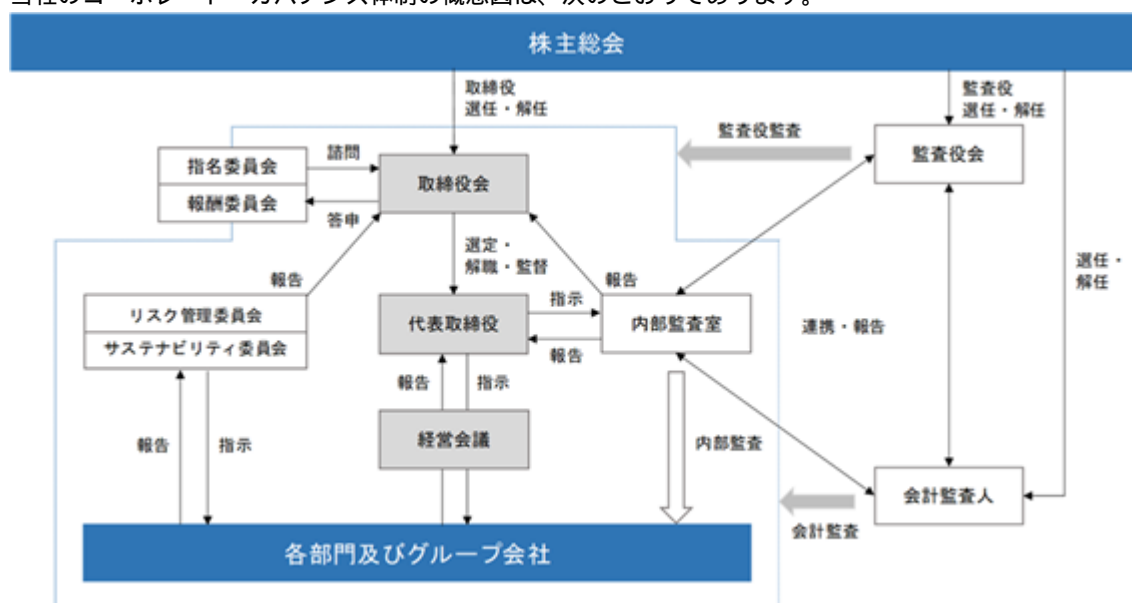 当社のコーポレート・ガバナンス体制の概念図は、次のとおりであります。
株主総会
取締役
選任・解任
監査役
選任・解任
監査役監査
指名委員会
報酬委員会
諮問
答申
取締役会
監査役会
選定・
解職・監督
報告
報告
選任・
解任
リスク管理委員会
サステナビリティ委員会
代表取締役
指示
報告
内部監査室
連携・報告
報告
指示
報告
指示
経営会議
内部監査
会計監査人
会計監査
各部門及びグループ会社